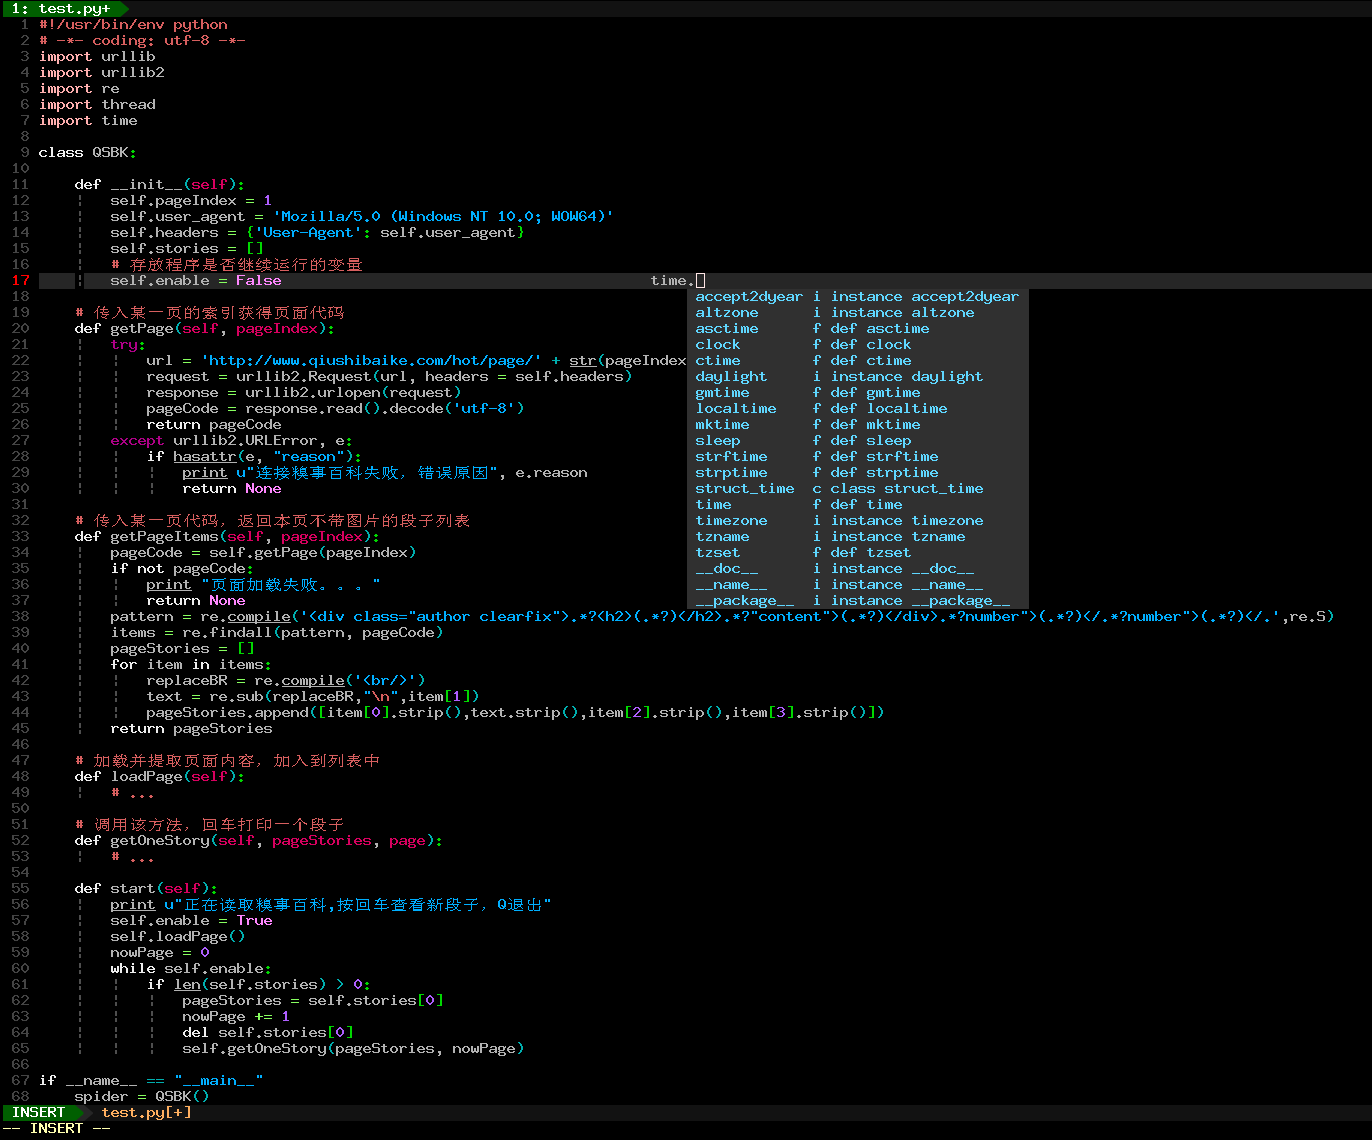 1: test.py+
1 #!/usr/bin/env python
2 # -*- coding: utf-8 -*-
3 import urllib
4 import urllib2
5 import re
6 import thread
7 import time
8
9 class QSBK:
10
11     def __init__(self):
12         self.pageIndex = 1
13         self.user_agent = 'Mozilla/5.0 (Windows NT 10.0; WOW64)'
14         self.headers = {'User-Agent': self.user_agent}
15         self.stories = []
16         # 存放程序是否继续运行的变量
17         self.enable = False                                         time.
18 accept2dyear i instance accept2dyear
19     # 传入某一页的索引获得页面代码 altzone      i instance altzone
20     def getPage(self, pageIndex): asctime      f def asctime
21         try: clock        f def clock
22             url = 'http://www.qiushibaike.com/hot/page/' + str(pageIndex ctime        f def ctime
23             request = urllib2.Request(url, headers = self.headers) daylight     i instance daylight
24             response = urllib2.urlopen(request) gmtime       f def gmtime
25             pageCode = response.read().decode('utf-8') localtime    f def localtime
26             return pageCode mktime       f def mktime
27         except urllib2.URLError, e: sleep        f def sleep
28             if hasattr(e, "reason"): strftime     f def strftime
29                 print u"连接糗事百科失败，错误原因", e.reason strptime     f def strptime
30                 return None struct_time  c class struct_time
31 time         f def time
32     # 传入某一页代码，返回本页不带图片的段子列表 timezone     i instance timezone
33     def getPageItems(self, pageIndex): tzname       i instance tzname
34         pageCode = self.getPage(pageIndex) tzset        f def tzset
35         if not pageCode: __doc__      i instance __doc__
36             print "页面加载失败。。。" __name__     i instance __name__
37             return None __package__  i instance __package__
38         pattern = re.compile('<div class="author clearfix">.*?<h2>(.*?)</h2>.*?"content">(.*?)</div>.*?number">(.*?)</.*?number">(.*?)</.',re.S)
39         items = re.findall(pattern, pageCode)
40         pageStories = []
41         for item in items:
42             replaceBR = re.compile('<br/>')
43             text = re.sub(replaceBR,"\n",item[1])
44             pageStories.append([item[0].strip(),text.strip(),item[2].strip(),item[3].strip()])
45         return pageStories
46
47     # 加载并提取页面内容，加入到列表中
48     def loadPage(self):
49         # ...
50
51     # 调用该方法，回车打印一个段子
52     def getOneStory(self, pageStories, page):
53         # ...
54
55     def start(self):
56         print u"正在读取糗事百科,按回车查看新段子，Q退出"
57         self.enable = True
58         self.loadPage()
59         nowPage = 0
60         while self.enable:
61             if len(self.stories) > 0:
62                 pageStories = self.stories[0]
63                 nowPage += 1
64                 del self.stories[0]
65                 self.getOneStory(pageStories, nowPage)
66
67 if __name__ == "__main__"
68     spider = QSBK()
INSERT  test.py[+]
-- INSERT --